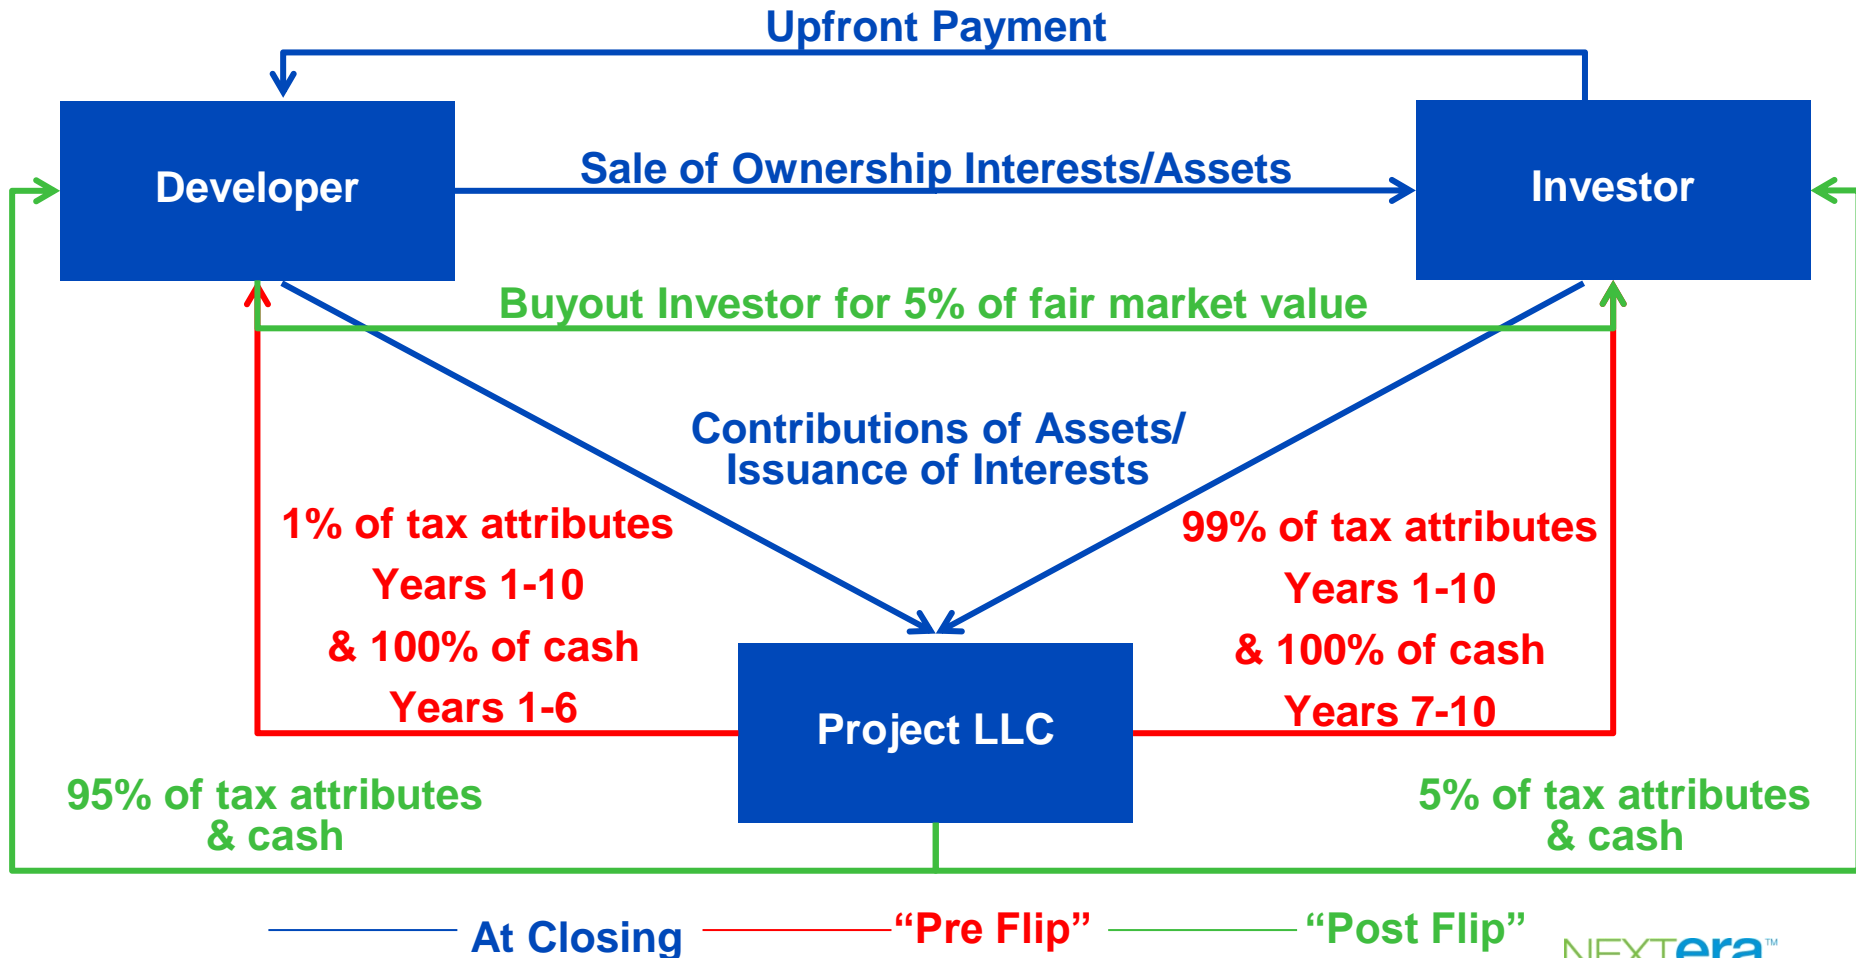 Upfront Payment
Developer
Sale of Ownership Interests/Assets
Investor
Buyout Investor for 5% of fair market value
Contributions of Assets/
Issuance of Interests
1% of tax attributes
Years 1-10
& 100% of cash
Years 1-6
99% of tax attributes
Years 1-10
& 100% of cash
Years 7-10
Project LLC
95% of tax attributes
& cash
5% of tax attributes
& cash
At Closing
“Pre Flip”
“Post Flip”
NEXTera™